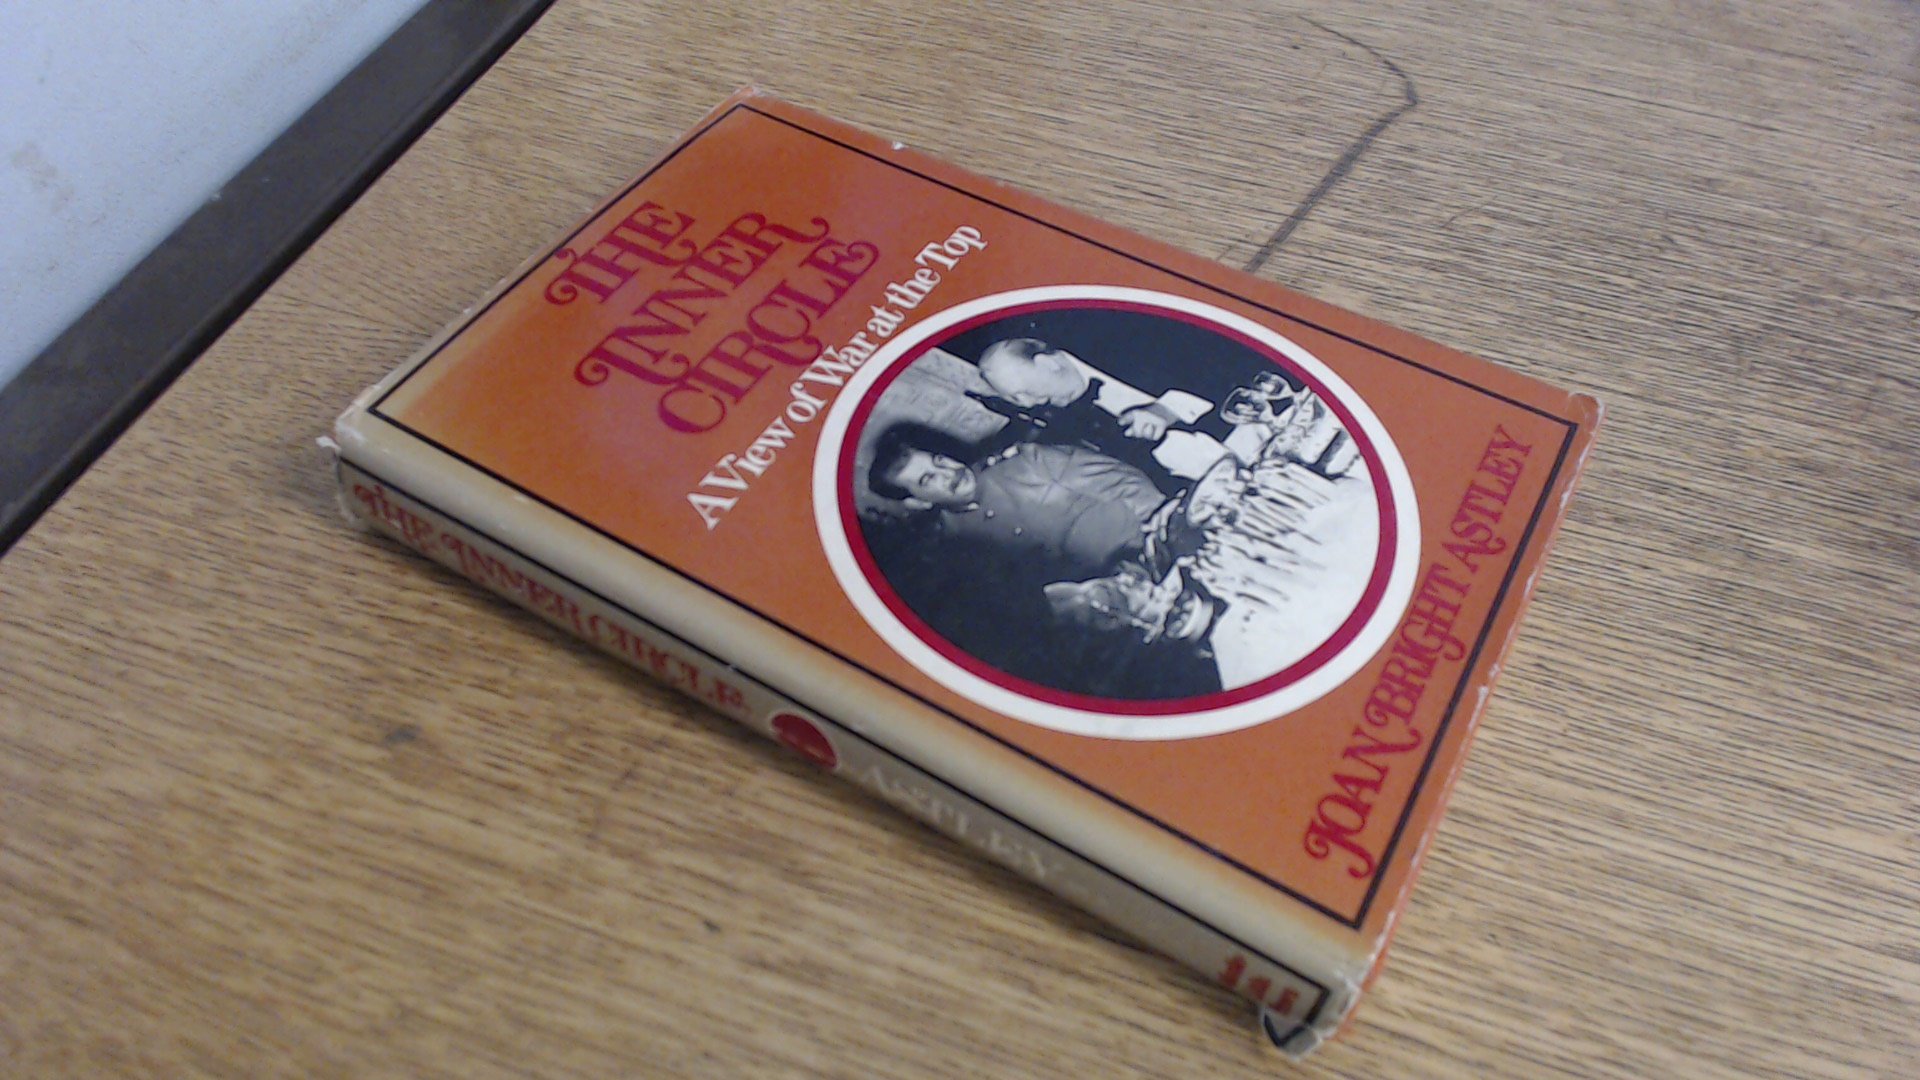 THE
INNER
CIRCLE
A View of War at the Top
JOAN BRIGHT ASTLEY
THE INNER CIRCLE
ASTLEY